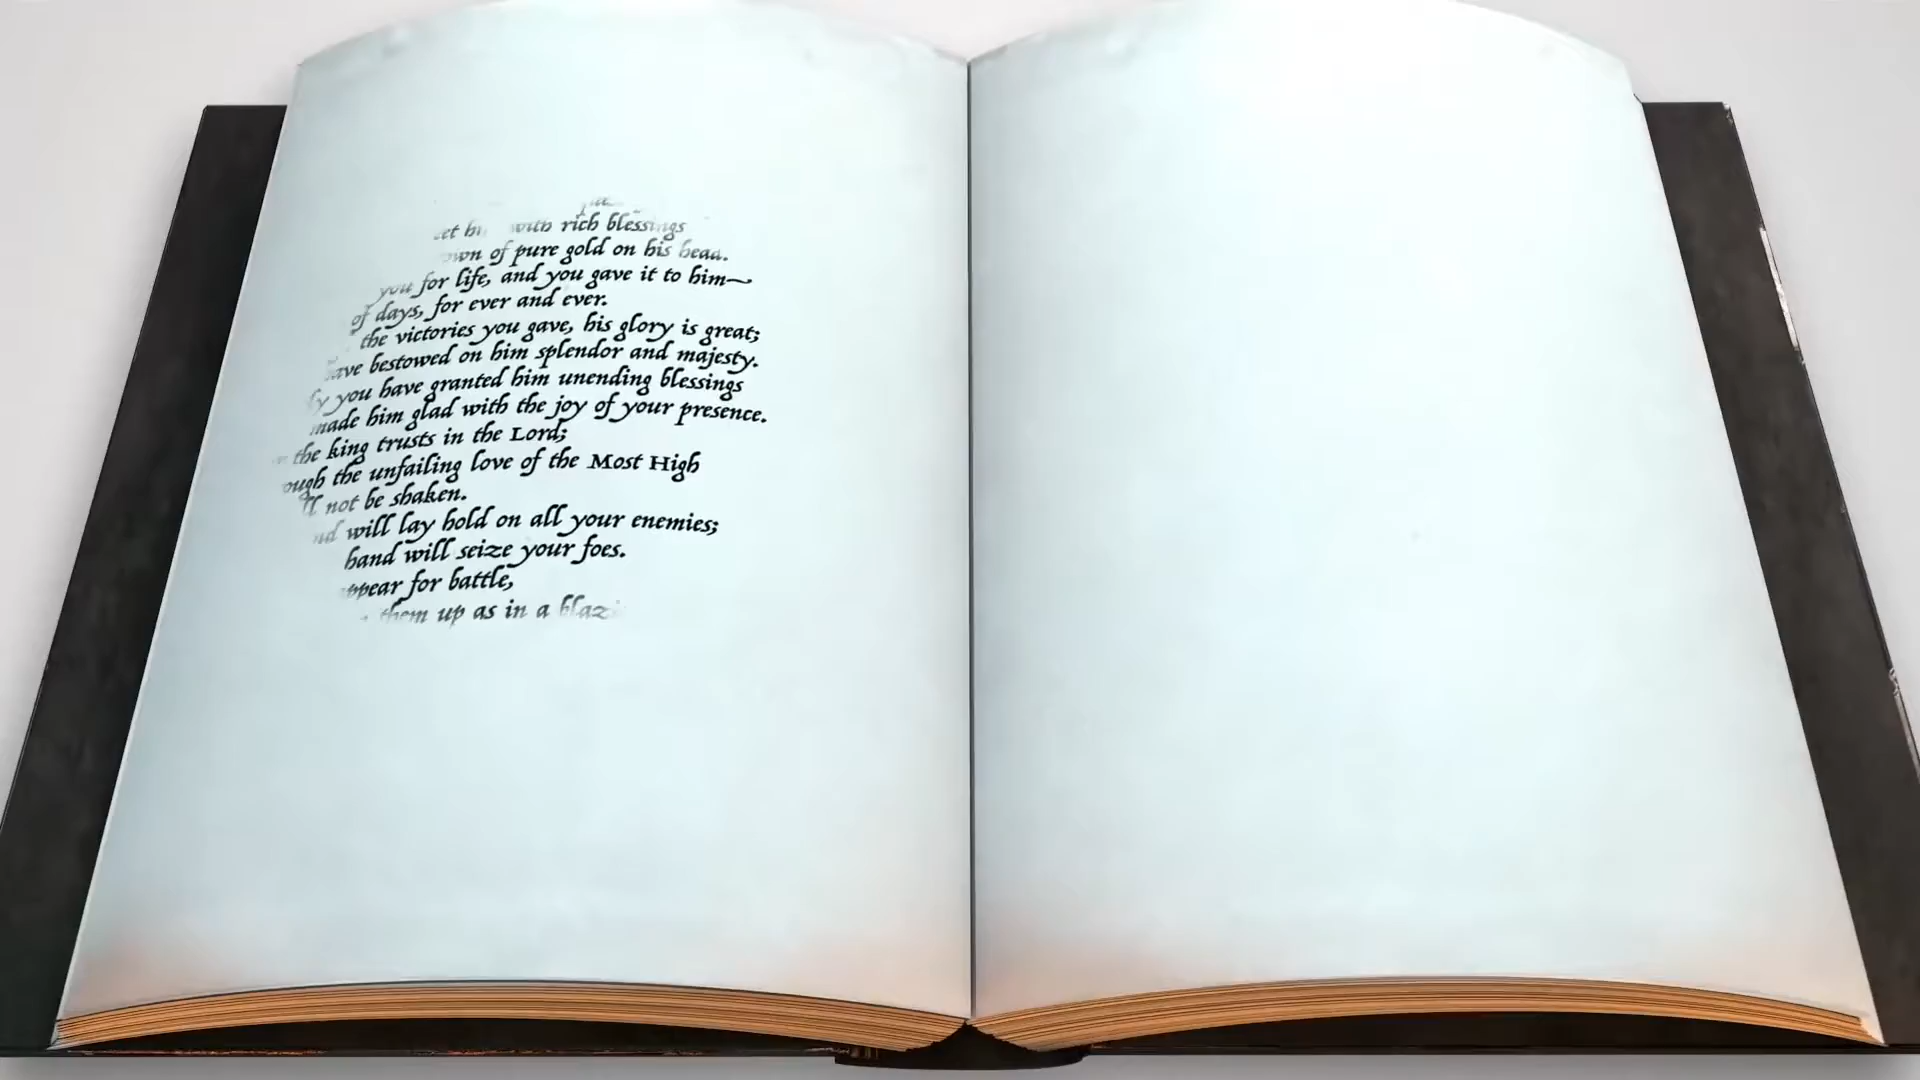 with rich blessings
of pure gold on his head.
you for life, and you gave it to him—
of days, for ever and ever.
the victories you gave, his glory is great;
bestowed on him splendor and majesty.
you have granted him unending blessings
made him glad with the joy of your presence.
the king trusts in the Lord;
the unfailing love of the Most High
not be shaken.
will lay hold on all your enemies;
hand will seize your foes.
for battle,
them up as in a